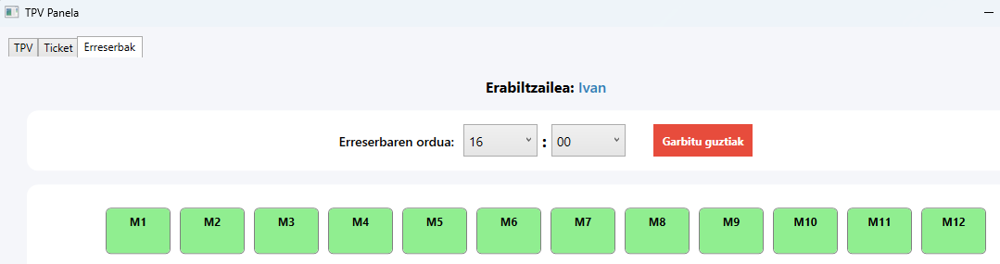 TPV Panela
TPV Ticket Erreserbak
Erabiltzailea: Ivan
Erreserbaren ordua: 16 : 00 Garbitu guztiak
M1 M2 M3 M4 M5 M6 M7 M8 M9 M10 M11 M12